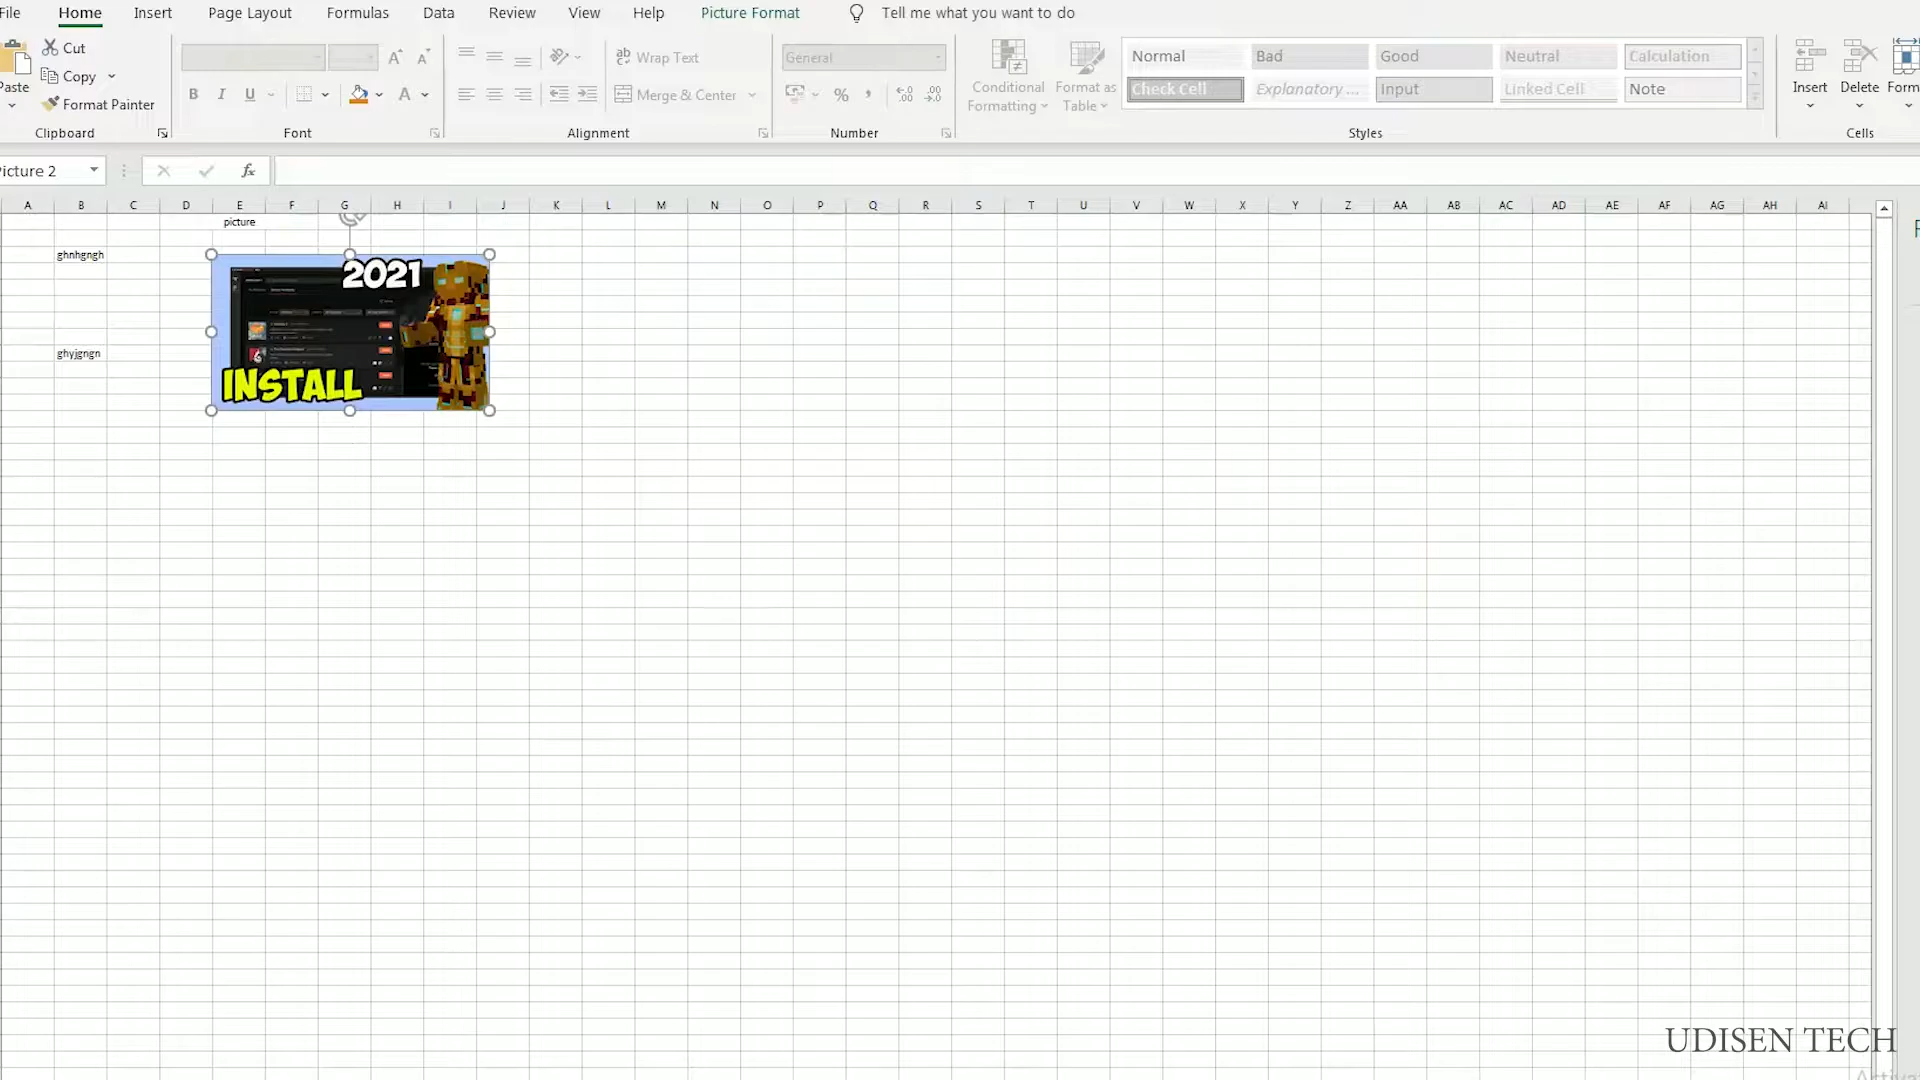 File Home Insert Page Layout Formulas Data Review View Help Picture Format Tell me what you want to do
Cut
Copy
Format Painter
Paste
Clipboard
B I U
A
Font
ab Wrap Text
Merge & Center
Alignment
General
%
Number
Conditional Formatting
Format as Table
Normal Bad Good Neutral Calculation
Check Cell Explanatory ... Input Linked Cell Note
Styles
Insert Delete Form
Cells
Picture 2
fx
A B C D E F G H I J K L M N O P Q R S T U V W X Y Z AA AB AC AD AE AF AG AH AI
picture
ghnhgngh
ghyjgngn
2021
INSTALL
UDISEN TECH